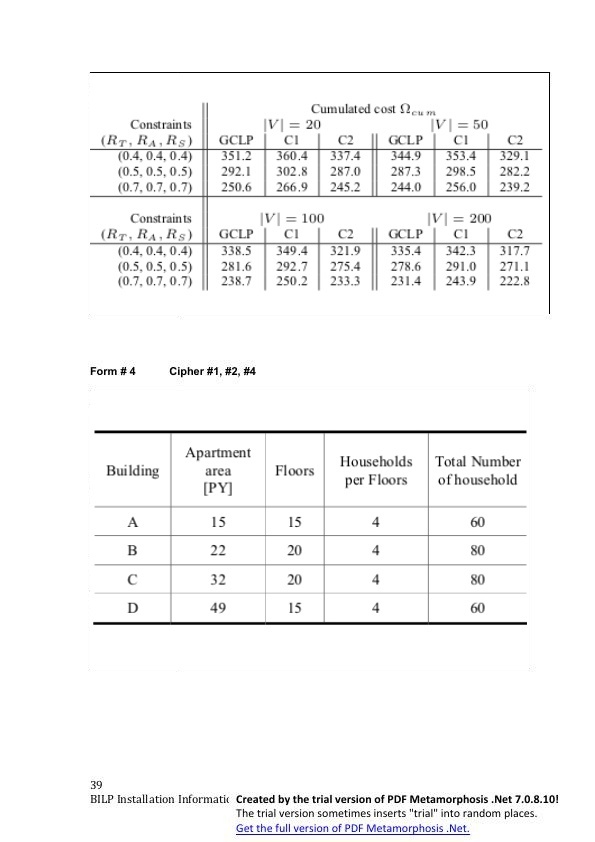 Cumulated cost Ω_cum
Constraints |V| = 20 |V| = 50
(R_T, R_A, R_S) GCLP C1 C2 GCLP C1 C2
(0.4, 0.4, 0.4) 351.2 360.4 337.4 344.9 353.4 329.1
(0.5, 0.5, 0.5) 292.1 302.8 287.0 287.3 298.5 282.2
(0.7, 0.7, 0.7) 250.6 266.9 245.2 244.0 256.0 239.2
Constraints |V| = 100 |V| = 200
(R_T, R_A, R_S) GCLP C1 C2 GCLP C1 C2
(0.4, 0.4, 0.4) 338.5 349.4 321.9 335.4 342.3 317.7
(0.5, 0.5, 0.5) 281.6 292.7 275.4 278.6 291.0 271.1
(0.7, 0.7, 0.7) 238.7 250.2 233.3 231.4 243.9 222.8
Form # 4 Cipher #1, #2, #4
Building Apartment area [PY] Floors Households per Floors Total Number of household
A 15 15 4 60
B 22 20 4 80
C 32 20 4 80
D 49 15 4 60
39
BILP Installation Informatic Created by the trial version of PDF Metamorphosis .Net 7.0.8.10!
The trial version sometimes inserts "trial" into random places.
Get the full version of PDF Metamorphosis .Net.